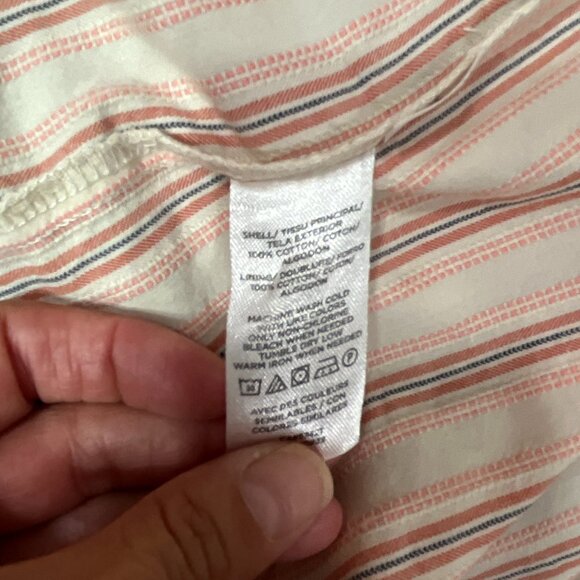 SHELL/ TISSU PRINCIPAL/
TELA EXTERIOR
100% COTTON/ COTON/
ALGODÓN
LINING/ DOUBLURE/ FORRO
100% COTTON/ COTON/
ALGODÓN
MACHINE WASH COLD
WITH LIKE COLORS
ONLY NON-CHLORINE
BLEACH WHEN NEEDED
TUMBLE DRY LOW
WARM IRON WHEN NEEDED
AVEC DES COULEURS
SEMBLABLES/ CON
COLORES SIMILARES